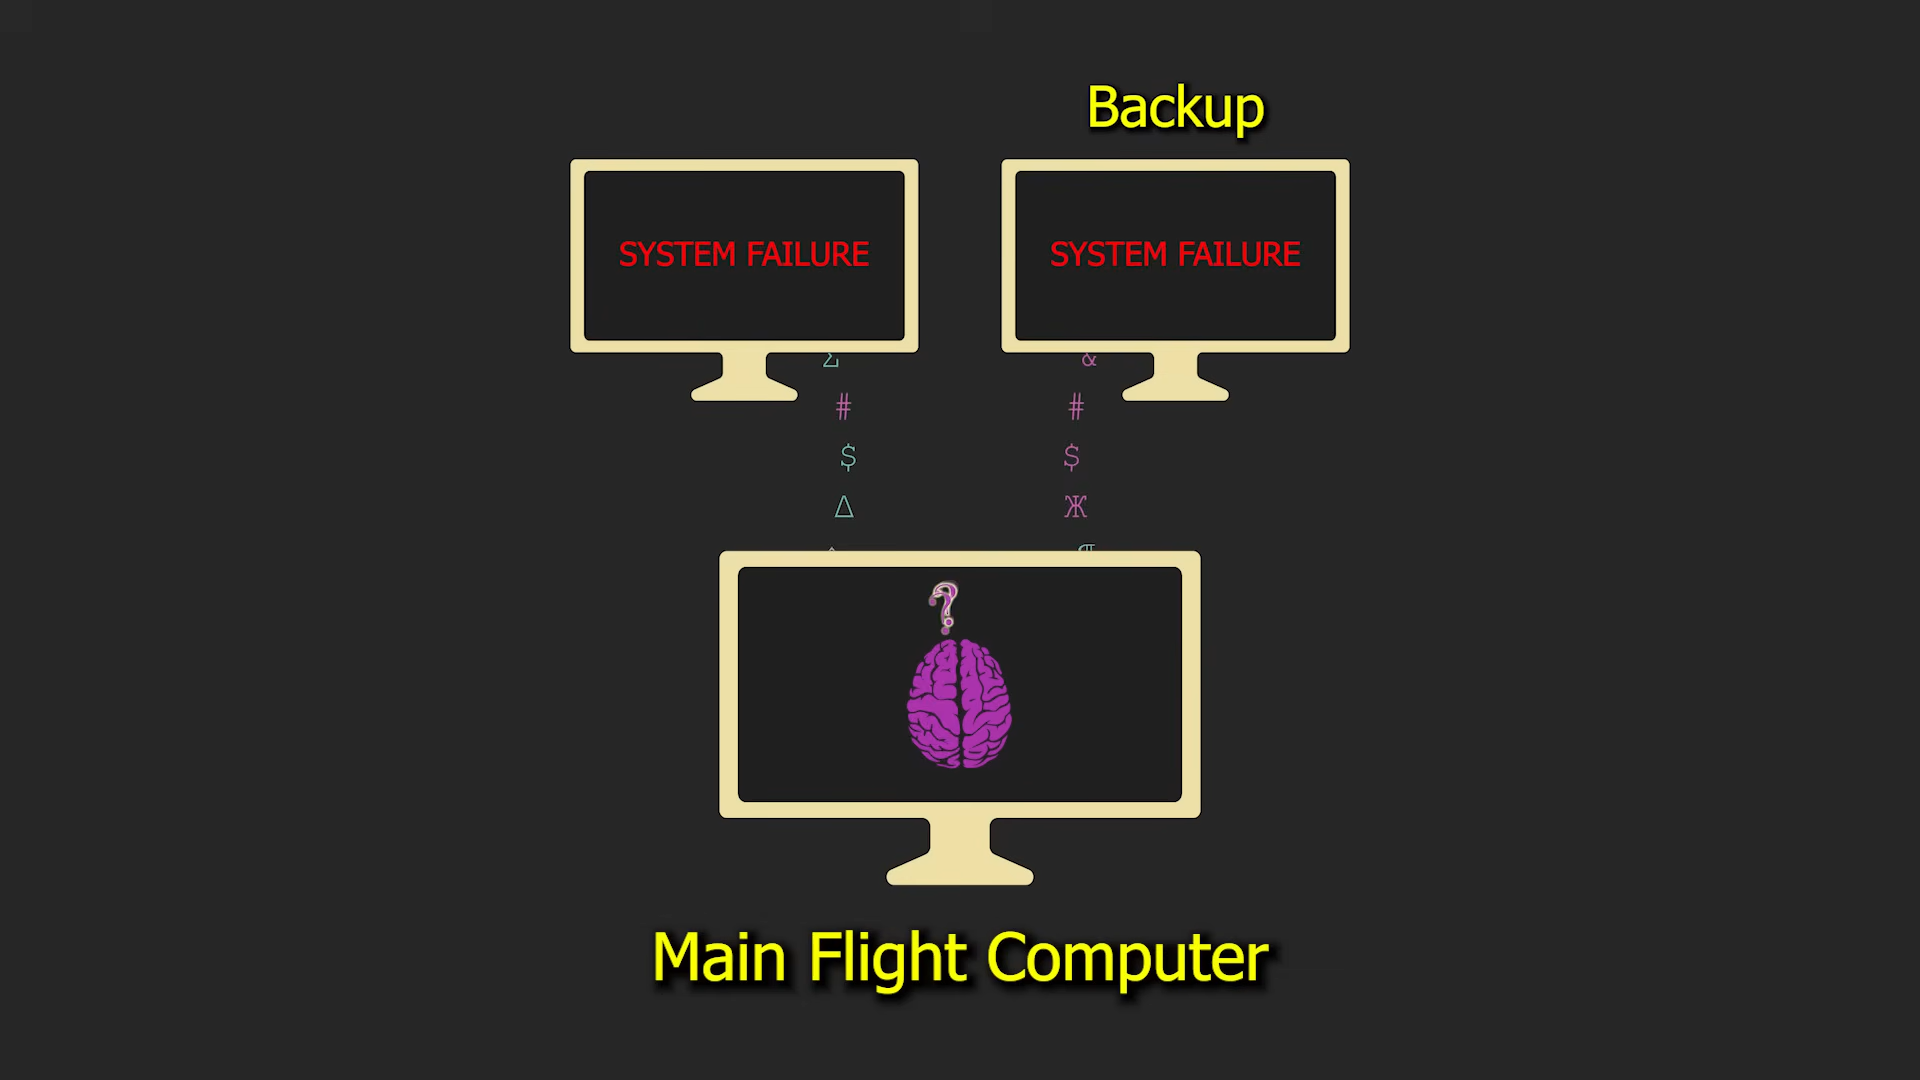 Backup
SYSTEM FAILURE
SYSTEM FAILURE
Σ &
# #
$ $
Δ Ж
¶
?
Main Flight Computer